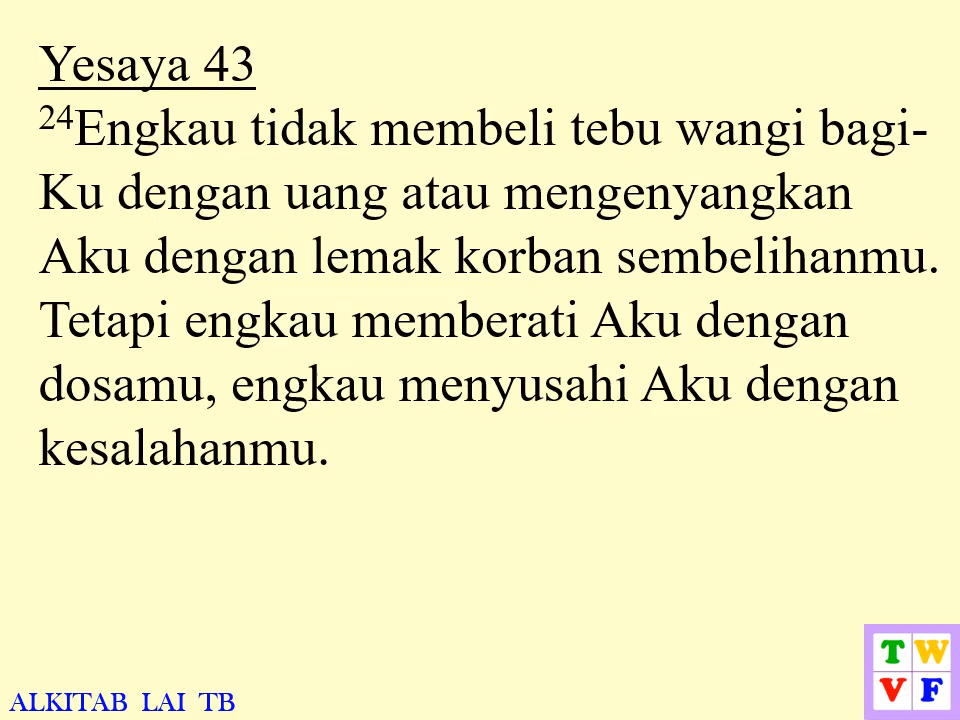 Yesaya 43
24Engkau tidak membeli tebu wangi bagi-
Ku dengan uang atau mengenyangkan
Aku dengan lemak korban sembelihanmu.
Tetapi engkau memberati Aku dengan
dosamu, engkau menyusahi Aku dengan
kesalahanmu.
T W
V F
ALKITAB LAI TB